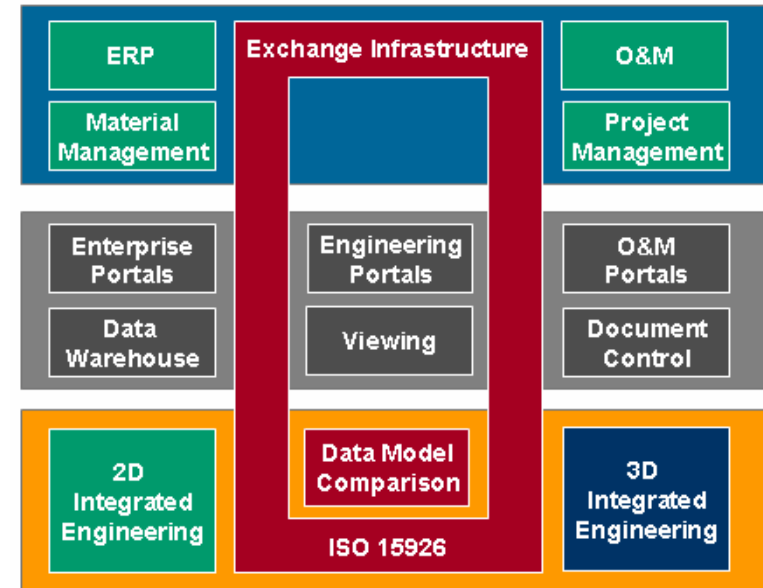 ERP
Exchange Infrastructure
O&M
Material
Management
Project
Management
Enterprise
Portals
Engineering
Portals
O&M
Portals
Data
Warehouse
Viewing
Document
Control
2D
Integrated
Engineering
Data Model
Comparison
3D
Integrated
Engineering
ISO 15926